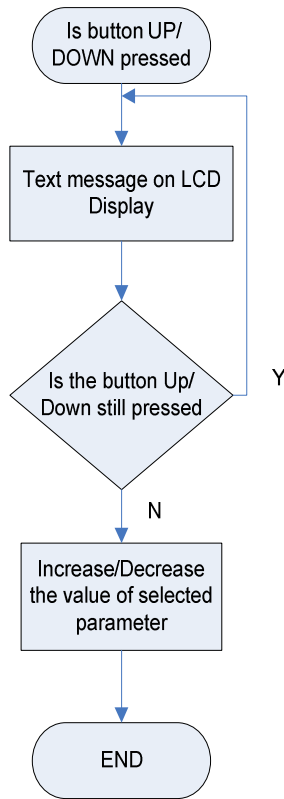 Is button UP/
DOWN pressed
Text message on LCD
Display
Is the button Up/
Down still pressed
Y
N
Increase/Decrease
the value of selected
parameter
END